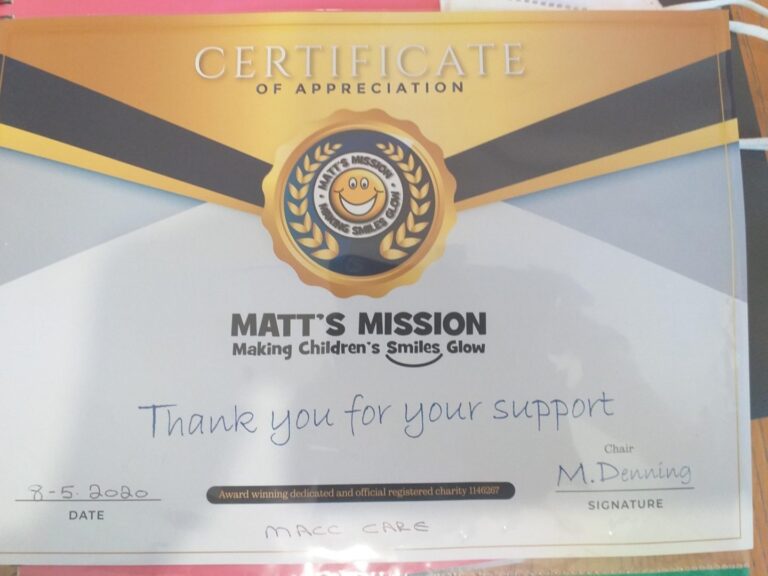 CERTIFICATE
OF APPRECIATION
MATT'S MISSION
MAKING SMILES GLOW
MATT'S MISSION
Making Children's Smiles Glow
Thank you for your support
Chair
M.Denning
SIGNATURE
8-5.2020
DATE
Award winning dedicated and official registered charity 1146267
MACC CARE